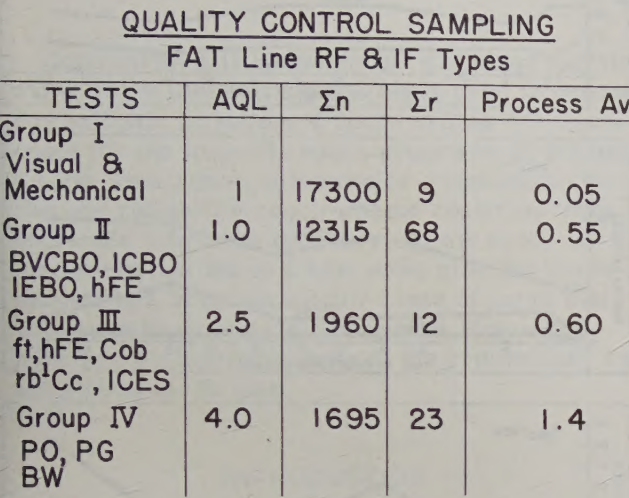 QUALITY CONTROL SAMPLING
FAT Line RF & IF Types
TESTS AQL Σn Σr Process Av
Group I
Visual &
Mechanical 1 17300 9 0.05
Group II 1.0 12315 68 0.55
BVCBO, ICBO
IEBO, hFE
Group III 2.5 1960 12 0.60
ft, hFE, Cob
rb¹Cc, ICES
Group IV 4.0 1695 23 1.4
PO, PG
BW